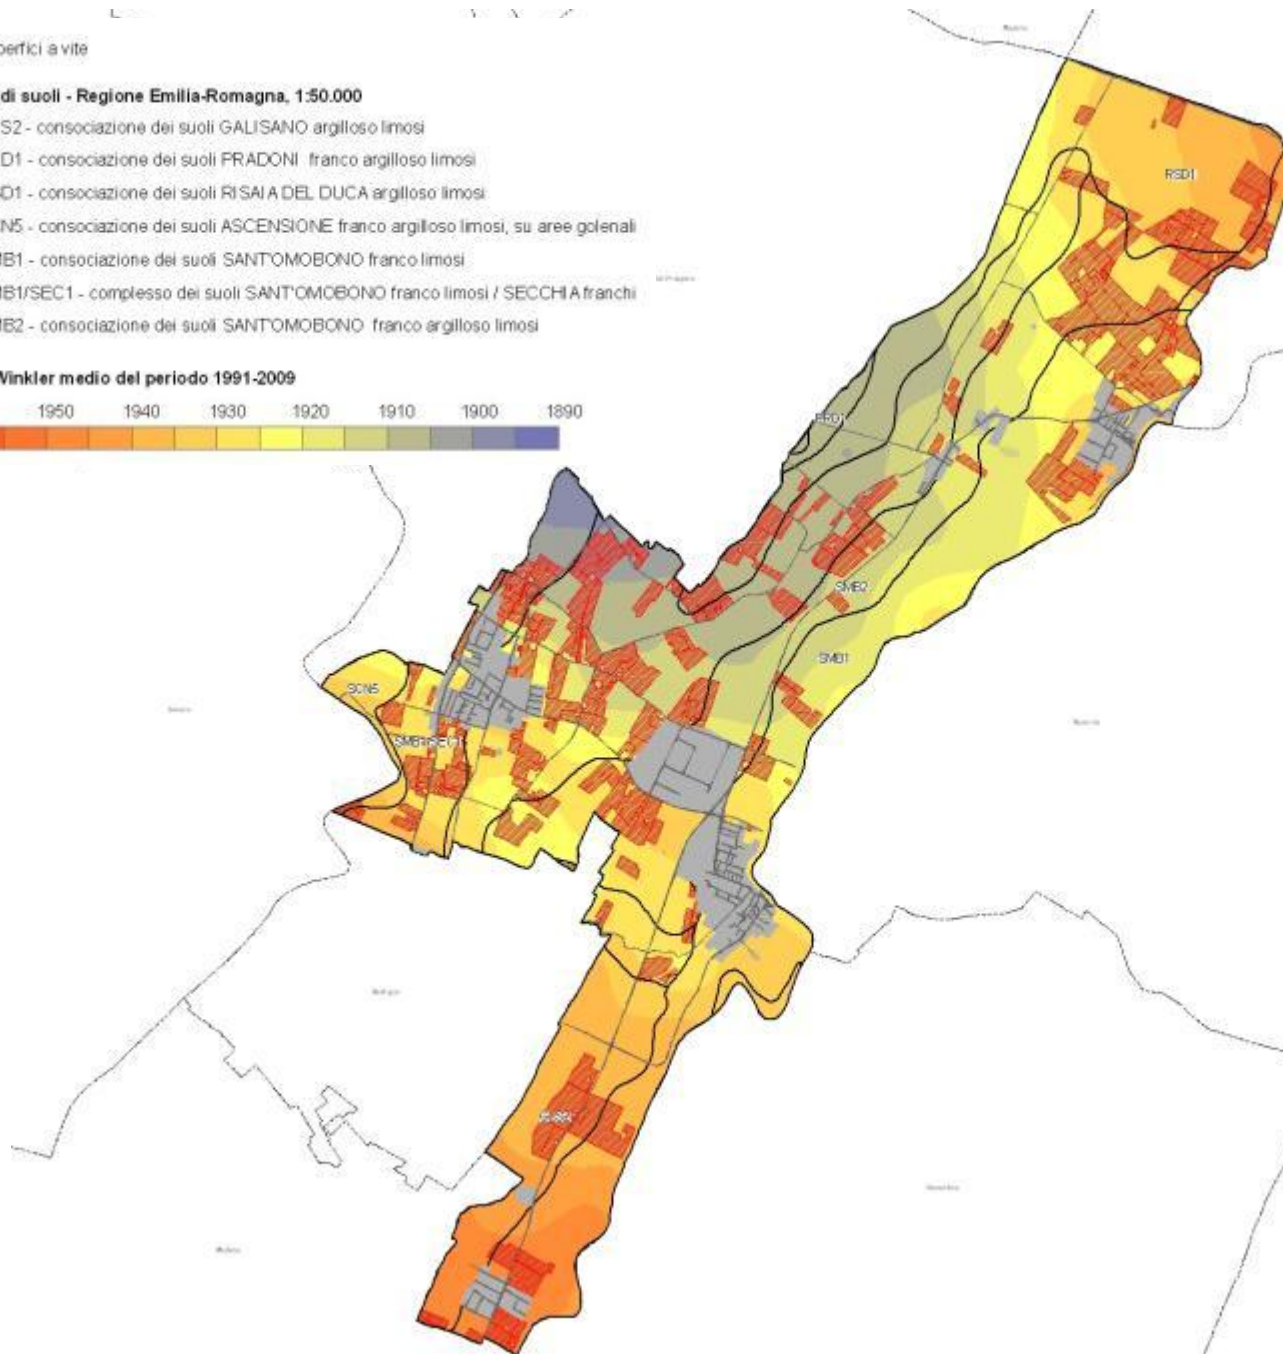 perfici a vite
di suoli - Regione Emilia-Romagna, 1:50.000
S2 - consociazione dei suoli GALISANO argilloso limosi
D1 - consociazione dei suoli PRADONI franco argilloso limosi
D1 - consociazione dei suoli RISAIA DEL DUCA argilloso limosi
N5 - consociazione dei suoli ASCENSIONE franco argilloso limosi, su aree golenali
MB1 - consociazione dei suoli SANT'OMOBONO franco limosi
MB1/SEC1 - complesso dei suoli SANT'OMOBONO franco limosi / SECCHIA franchi
MB2 - consociazione dei suoli SANT'OMOBONO franco argilloso limosi
Winkler medio del periodo 1991-2009
1950 1940 1930 1920 1910 1900 1890
RSD1
PRD1
SMB2
SMB1
SCN5
SMB1/SEC1